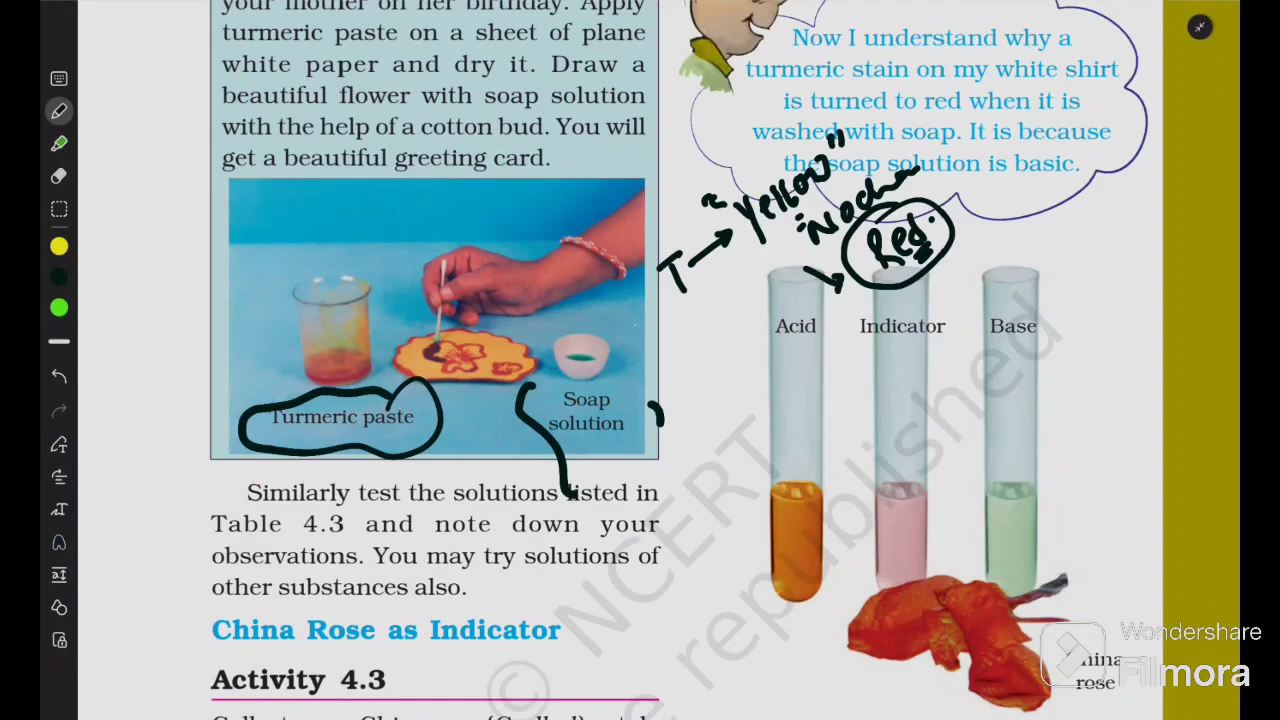 your mother on her birthday. Apply
turmeric paste on a sheet of plane
white paper and dry it. Draw a
beautiful flower with soap solution
with the help of a cotton bud. You will
get a beautiful greeting card.
Turmeric paste
Soap
solution
Similarly test the solutions listed in
Table 4.3 and note down your
observations. You may try solutions of
other substances also.
China Rose as Indicator
Activity 4.3
Now I understand why a
turmeric stain on my white shirt
is turned to red when it is
washed with soap. It is because
the soap solution is basic.
T → "Yellow"
Red.
Acid
Indicator
Base
rose
© NCERT
republished
Wondershare
Filmora